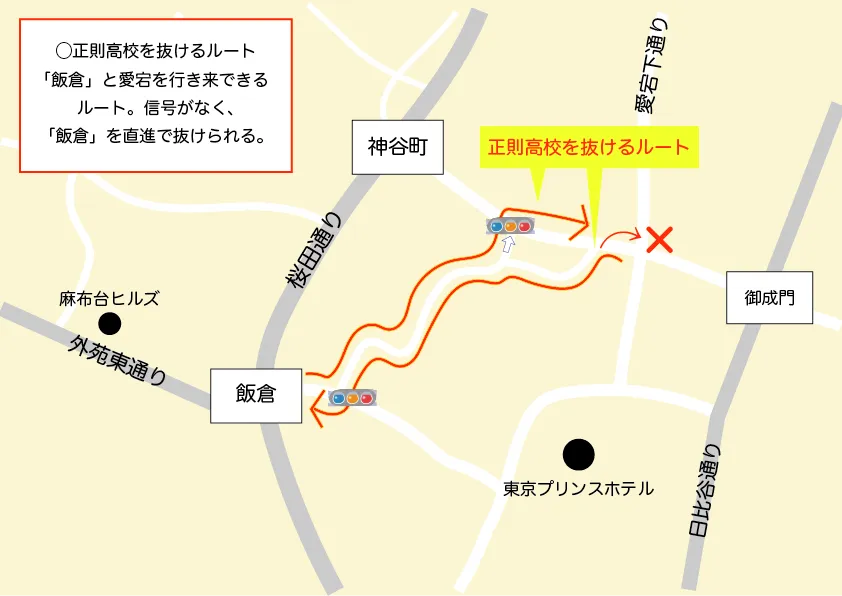 ○正則高校を抜けるルート
「飯倉」と愛宕を行き来できる
ルート。信号がなく、
「飯倉」を直進で抜けられる。
愛宕下通り
神谷町
正則高校を抜けるルート
桜田通り
麻布台ヒルズ
御成門
外苑東通り
飯倉
東京プリンスホテル
日比谷通り